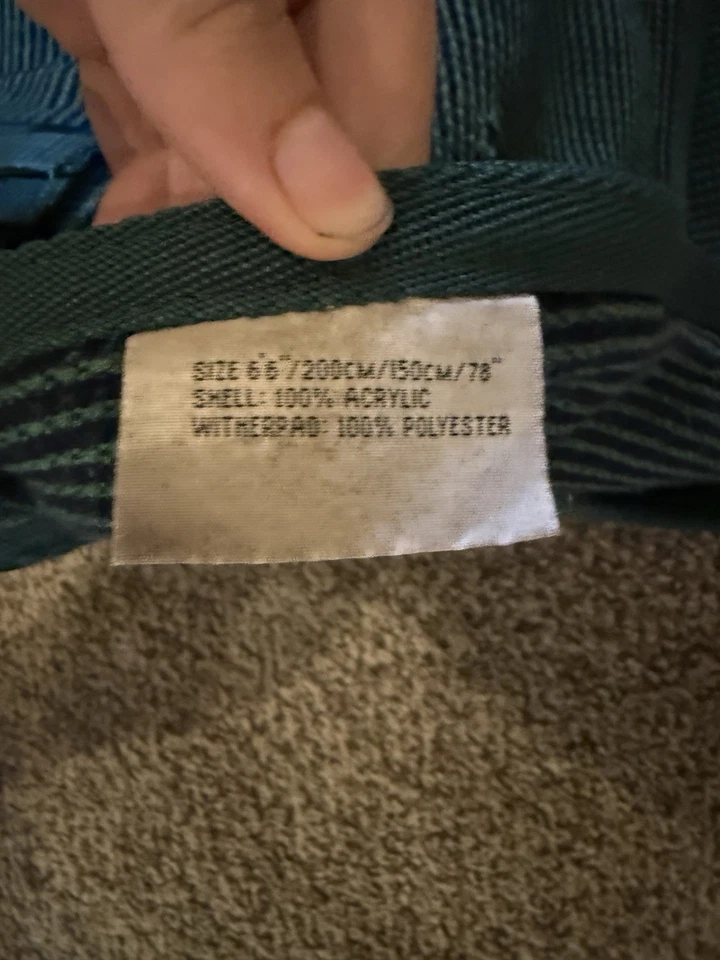 SIZE 6'6"/200CM/150CM/78"
SHELL: 100% ACRYLIC
WITHERPAD: 100% POLYESTER